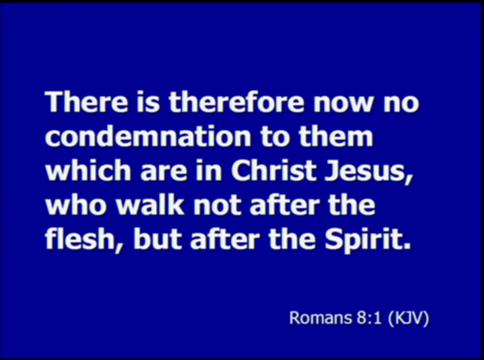 There is therefore now no
condemnation to them
which are in Christ Jesus,
who walk not after the
flesh, but after the Spirit.
Romans 8:1 (KJV)